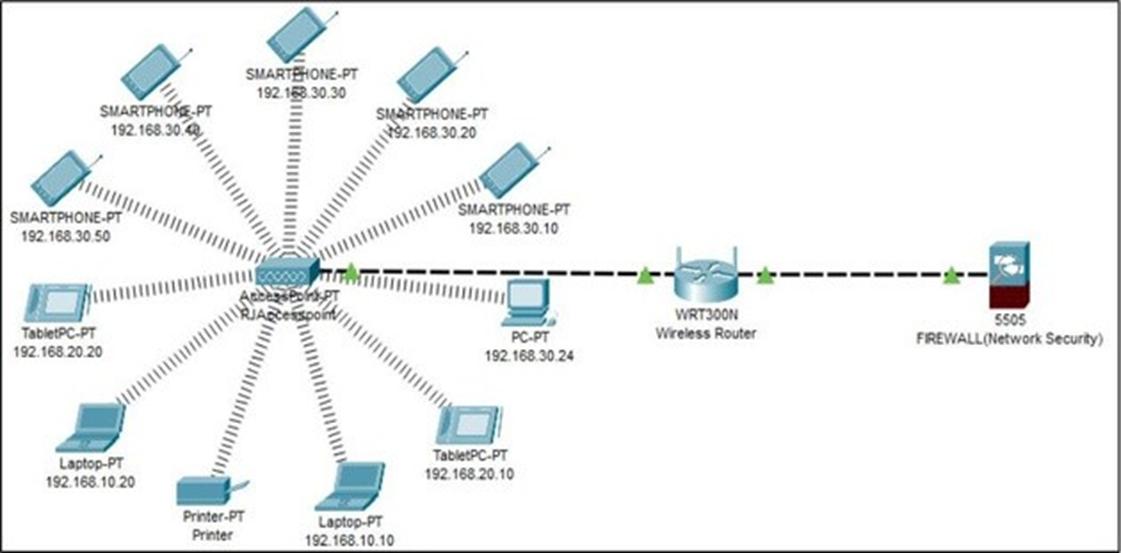 SMARTPHONE-PT
192.168.30.30
SMARTPHONE-PT
192.168.30.40
SMARTPHONE-PT
192.168.30.20
SMARTPHONE-PT
192.168.30.50
SMARTPHONE-PT
192.168.30.10
AccessPoint-PT
RJAccesspoint
TabletPC-PT
192.168.20.20
PC-PT
192.168.30.24
WRT300N
Wireless Router
5505
FIREWALL(Network Security)
Laptop-PT
192.168.10.20
TabletPC-PT
192.168.20.10
Printer-PT
Printer
Laptop-PT
192.168.10.10